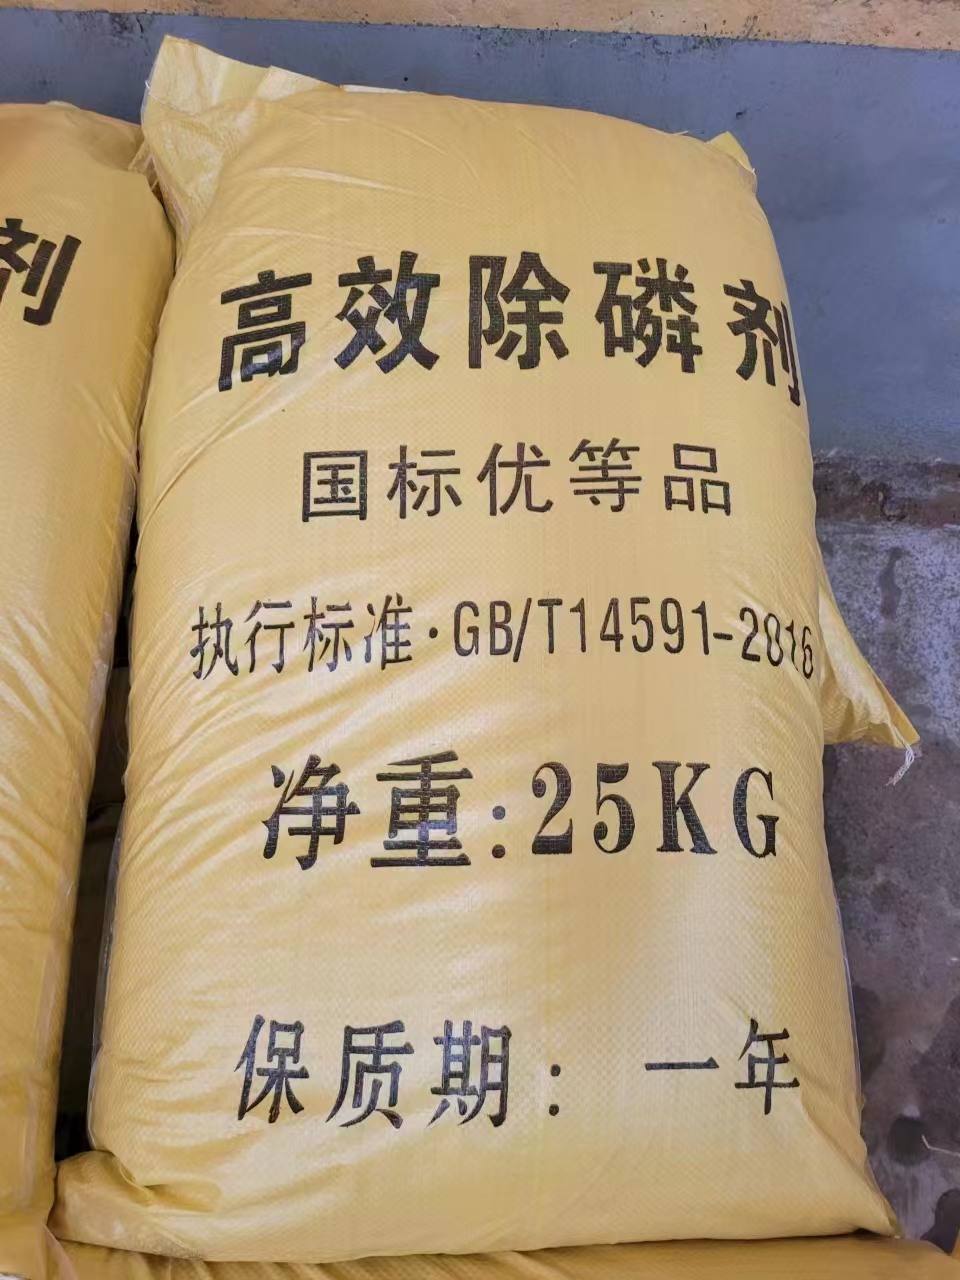 剂
高效除磷剂
国标优等品
执行标准·GB/T14591-2016
净重:25KG
保质期:一年